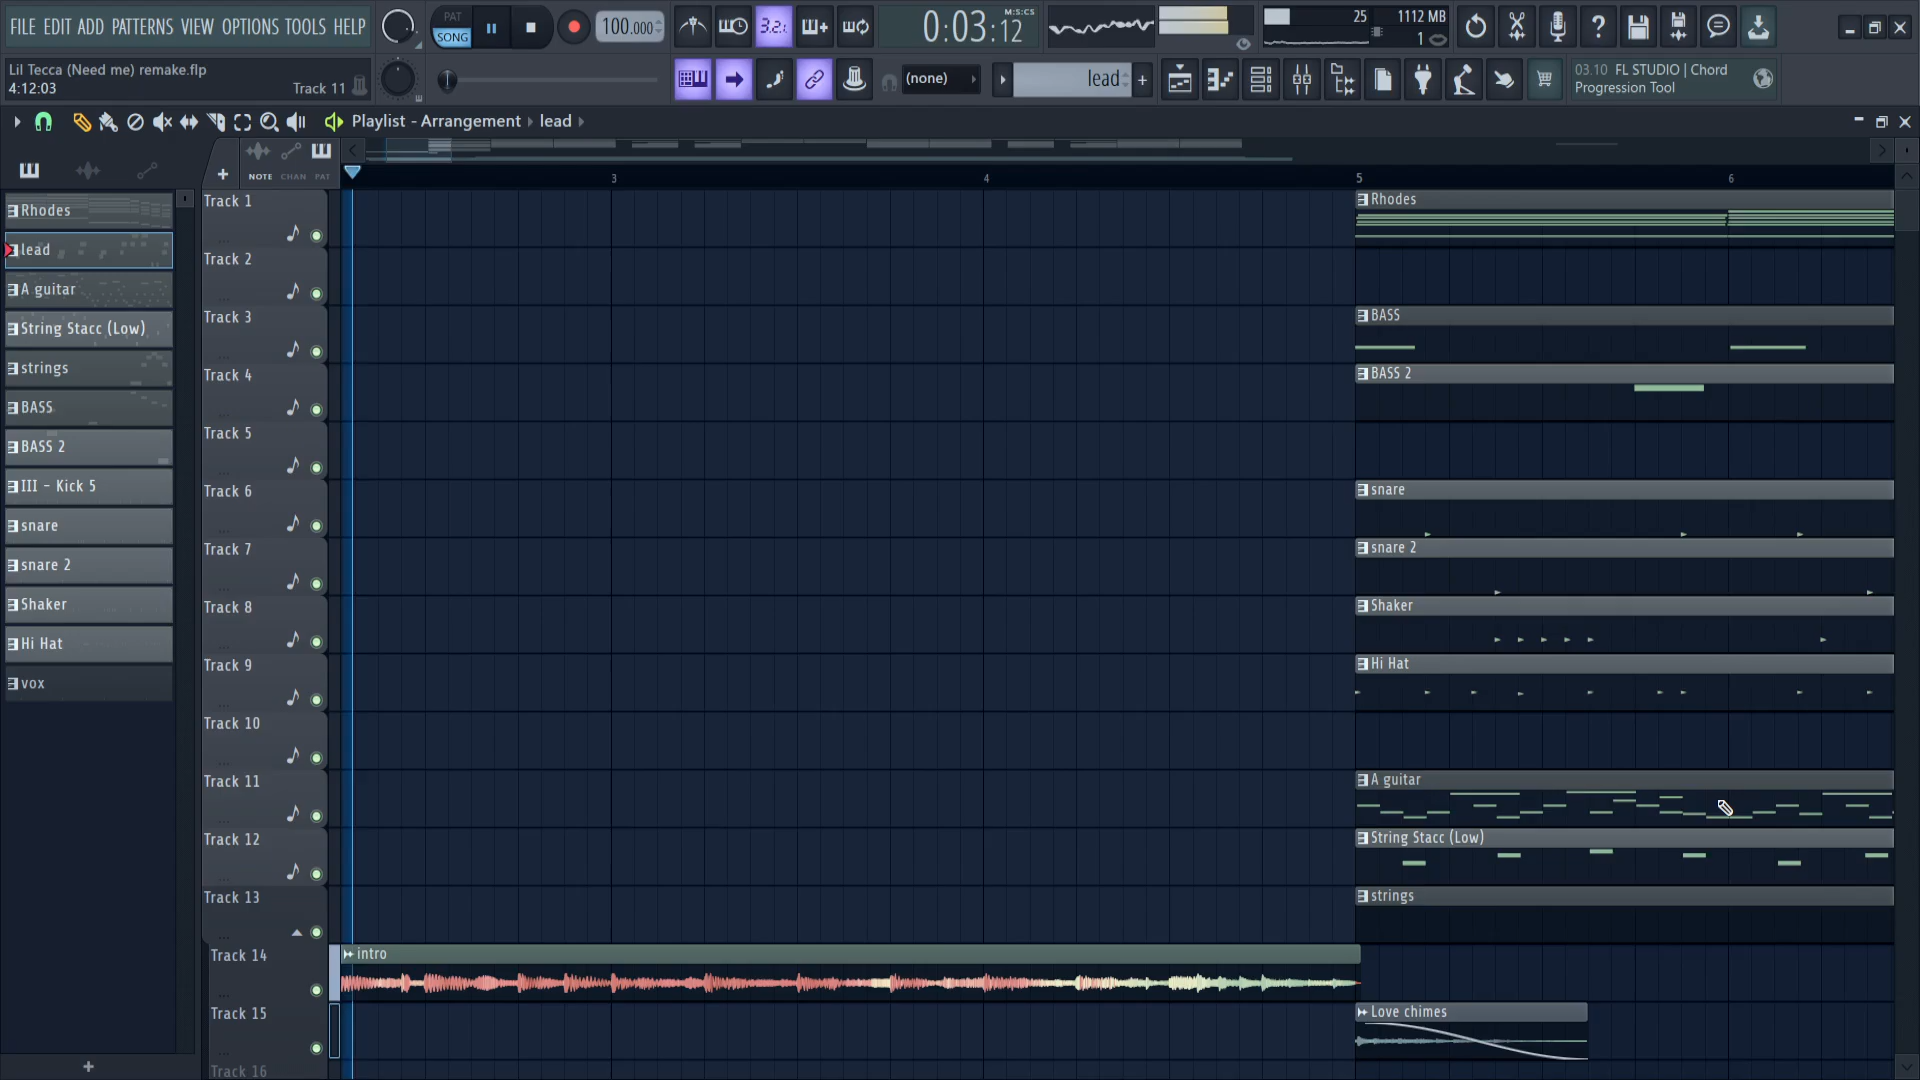 FILE EDIT ADD PATTERNS VIEW OPTIONS TOOLS HELP
PAT
SONG
100.000
3.2.
0:03:12
M:S:CS
25
1112 MB
1
Lil Tecca (Need me) remake.flp
4:12:03
Track 11
(none)
lead
03.10 FL STUDIO | Chord
Progression Tool
Playlist - Arrangement lead
NOTE CHAN PAT
3 4 5 6
Rhodes
lead
A guitar
String Stacc (Low)
strings
BASS
BASS 2
III - Kick 5
snare
snare 2
Shaker
Hi Hat
vox
Track 1
Rhodes
Track 2
Track 3
BASS
Track 4
BASS 2
Track 5
Track 6
snare
Track 7
snare 2
Track 8
Shaker
Track 9
Hi Hat
Track 10
Track 11
A guitar
Track 12
String Stacc (Low)
Track 13
strings
Track 14
intro
Track 15
Love chimes
Track 16